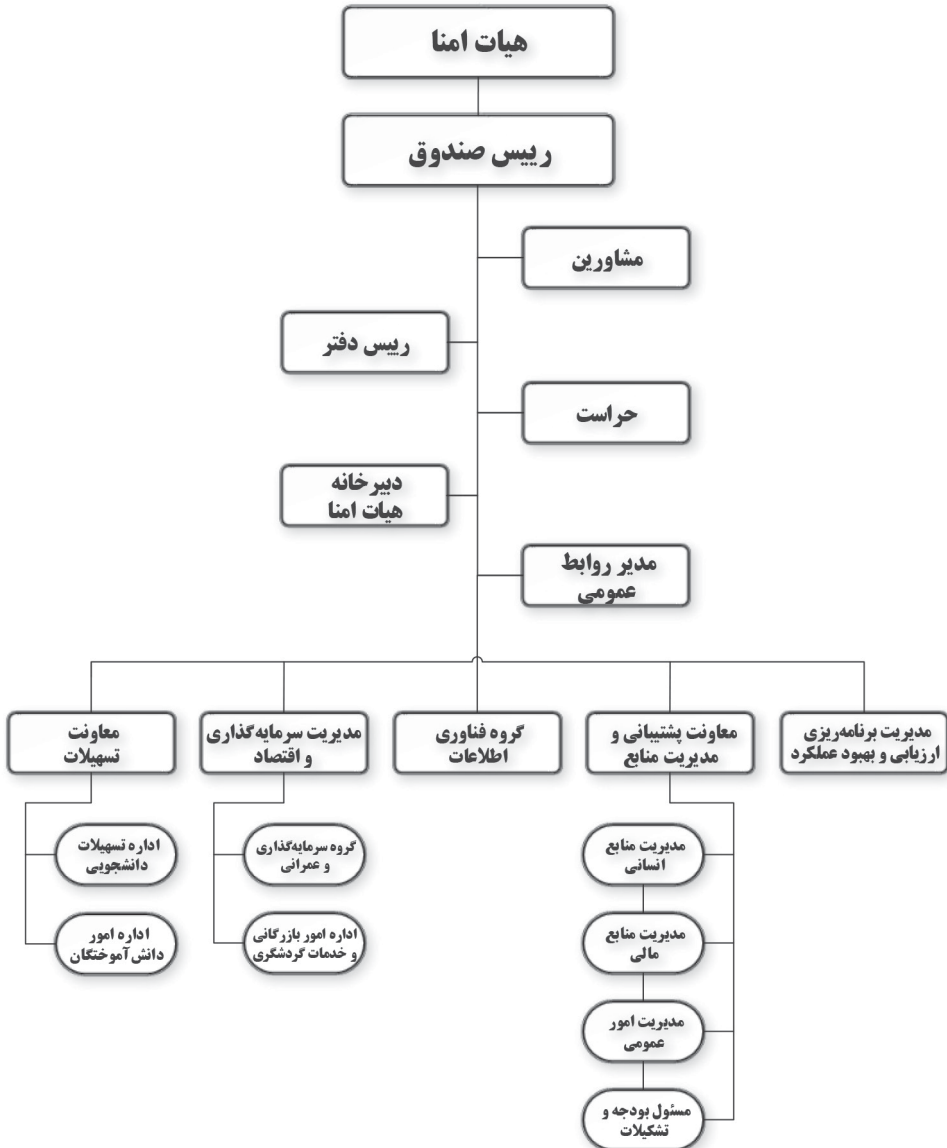 هیات امنا
رییس صندوق
مشاورین
رییس دفتر
حراست
دبیرخانه
هیات امنا
مدیر روابط
عمومی
مدیریت برنامه‌ریزی
ارزیابی و بهبود عملکرد
معاونت پشتیبانی و
مدیریت منابع
گروه فناوری
اطلاعات
مدیریت سرمایه‌گذاری
و اقتصاد
معاونت
تسهیلات
مدیریت منابع
انسانی
مدیریت منابع
مالی
مدیریت امور
عمومی
مسئول بودجه و
تشکیلات
گروه سرمایه‌گذاری
و عمرانی
اداره امور بازرگانی
و خدمات گردشگری
اداره تسهیلات
دانشجویی
اداره امور
دانش‌آموختگان